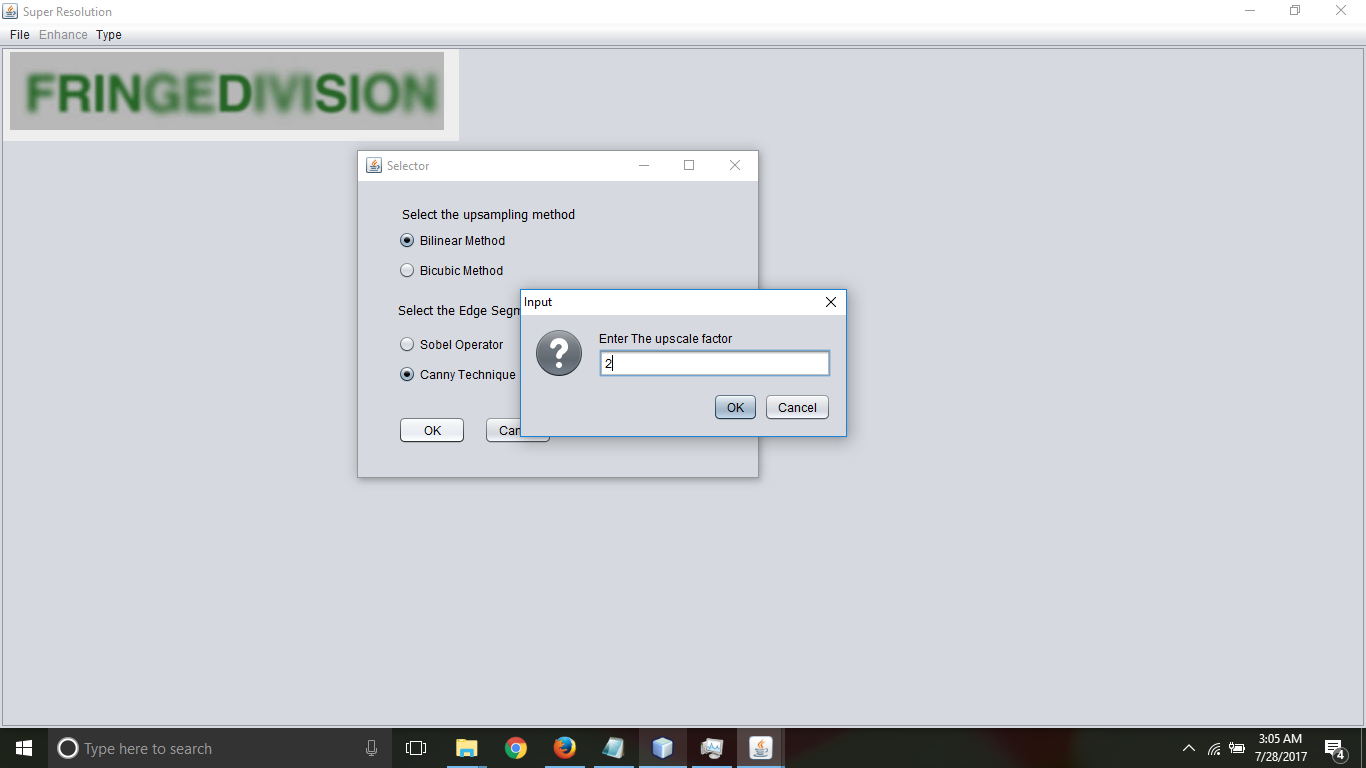 Super Resolution
File Enhance Type
FRINGEDIVISION
Selector
Select the upsampling method
Bilinear Method
Bicubic Method
Select the Edge Segm
Sobel Operator
Canny Technique
OK Can
Input
Enter The upscale factor
2
OK Cancel
Type here to search
3:05 AM
7/28/2017
4